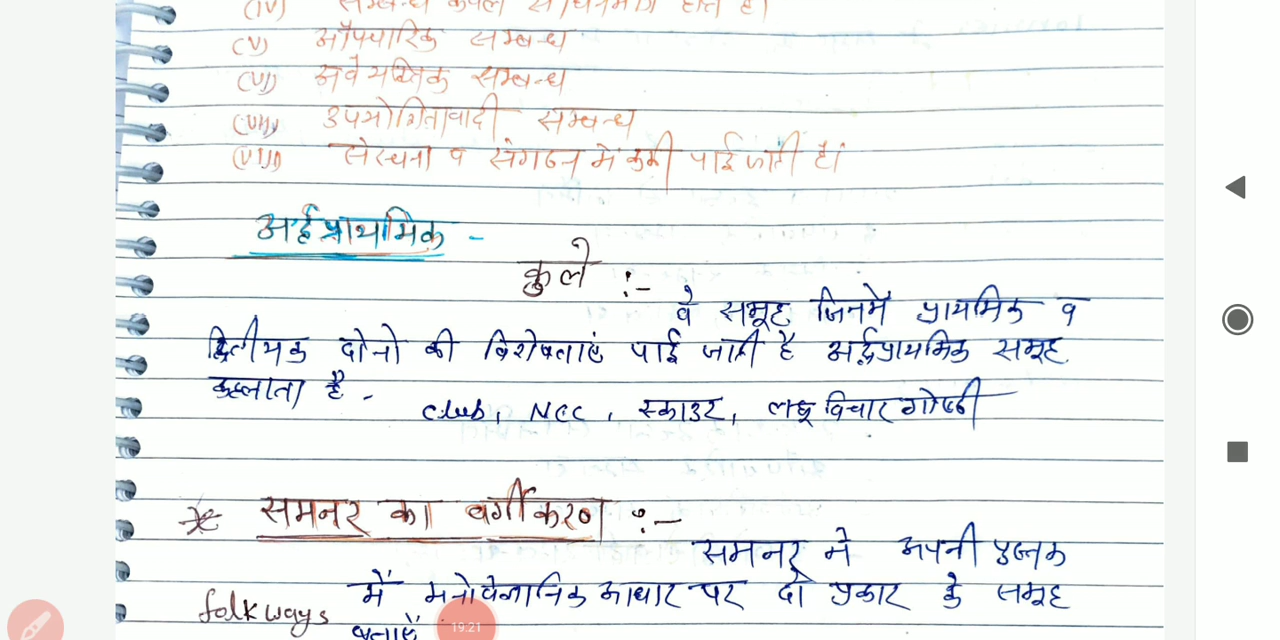 (iv) सम्बन्ध केवल साधनमात्र होते हैं।
(v) औपचारिक सम्बन्ध
(vi) अवैयक्तिक सम्बन्ध
(vii) उपयोगितावादी सम्बन्ध
(viii) संरचना व संगठन में कमी पाई जाती है।
अर्द्धप्राथमिक -
कुले :-
वे समूह जिनमें प्राथमिक व
द्वितीयक दोनो की विशेषताएं पाई जाती है अर्द्धप्राथमिक समूह
कहलाता है -
Club, NCC, स्काउट, लघु विचार गोष्ठी
* समनर का वर्गीकरण :-
समनर ने अपनी पुस्तक
में मनोवैज्ञानिक आधार पर दो प्रकार के समूह
folkways बताएं
19:21